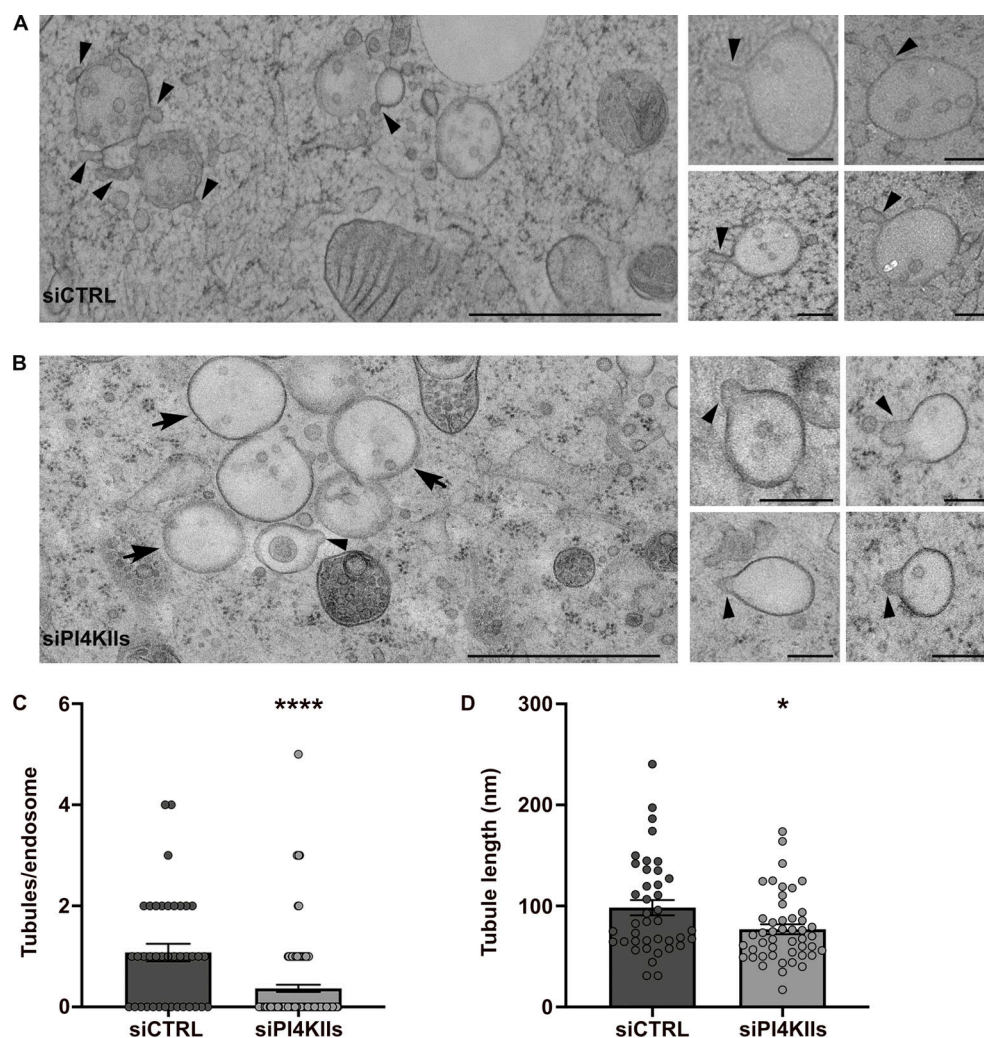 A
siCTRL
B
siPI4KIIs
C
Tubules/endosome
6
4
2
0
****
siCTRL
siPI4KIIs
D
Tubule length (nm)
300
200
100
0
*
siCTRL
siPI4KIIs